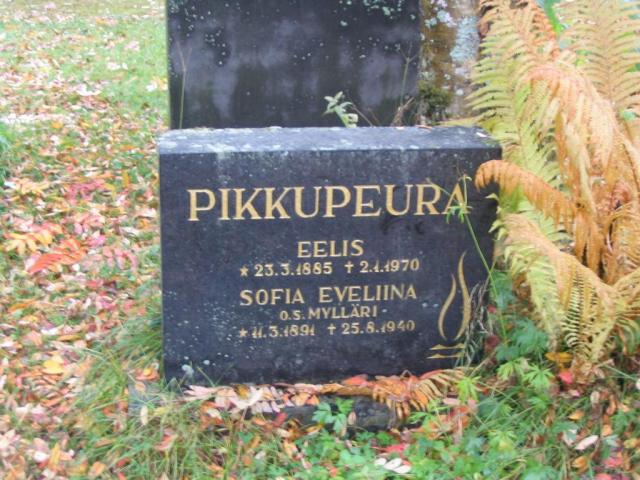 PIKKUPEURA
EELIS
★ 23.3.1885 ✝ 2.1.1970
SOFIA EVELIINA
O.S. MYLLÄRI
★ 11.3.1891 ✝ 25.8.1940